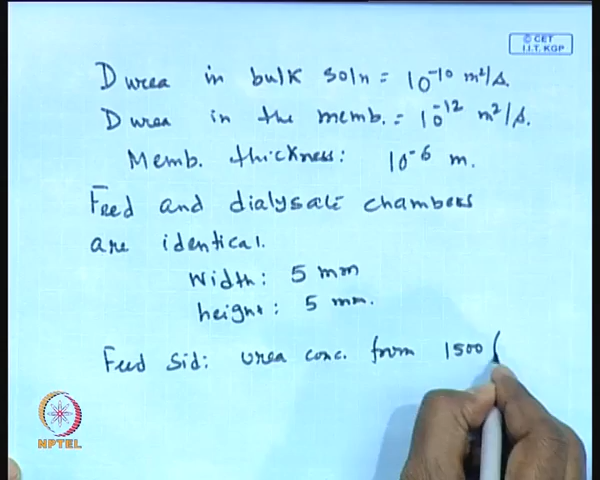 © CET
I.I.T. KGP
D urea in bulk soln = 10⁻¹⁰ m²/s.
D urea in the memb. = 10⁻¹² m²/s.
Memb. thickness: 10⁻⁶ m.
Feed and dialysate chambers
are identical.
Width: 5 mm
height: 5 mm.
Feed Sid: Urea conc. from 1500 (
NPTEL